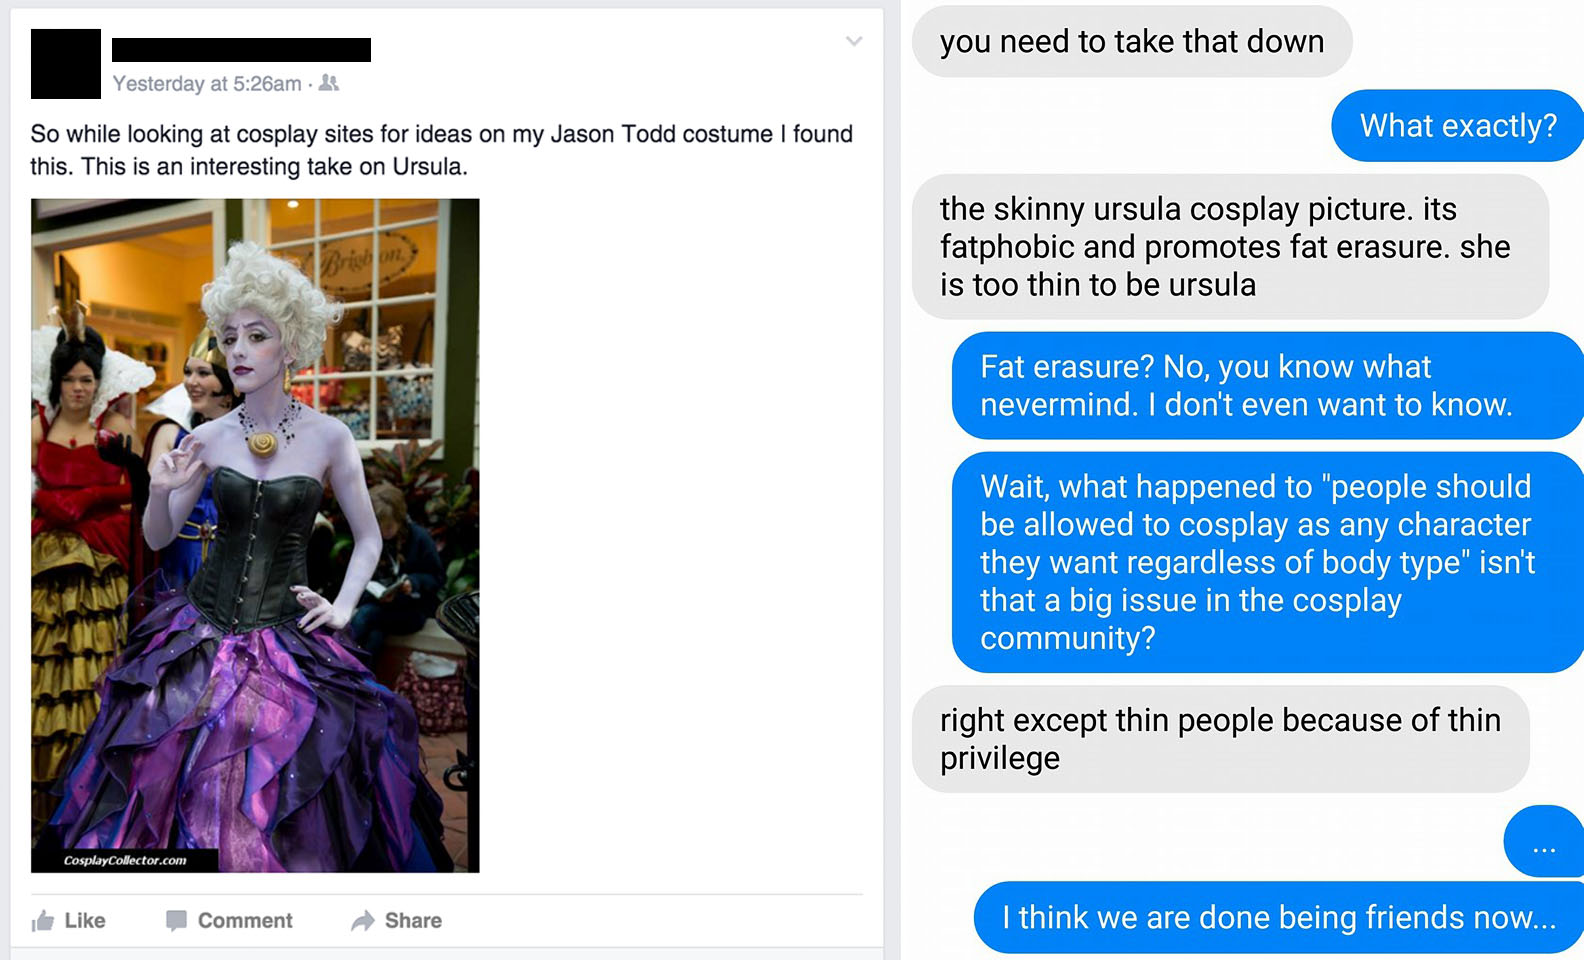 Yesterday at 5:26am ·
So while looking at cosplay sites for ideas on my Jason Todd costume I found
this. This is an interesting take on Ursula.
Brighton
CosplayCollector.com
Like Comment Share
you need to take that down
What exactly?
the skinny ursula cosplay picture. its
fatphobic and promotes fat erasure. she
is too thin to be ursula
Fat erasure? No, you know what
nevermind. I don't even want to know.
Wait, what happened to "people should
be allowed to cosplay as any character
they want regardless of body type" isn't
that a big issue in the cosplay
community?
right except thin people because of thin
privilege
...
I think we are done being friends now...